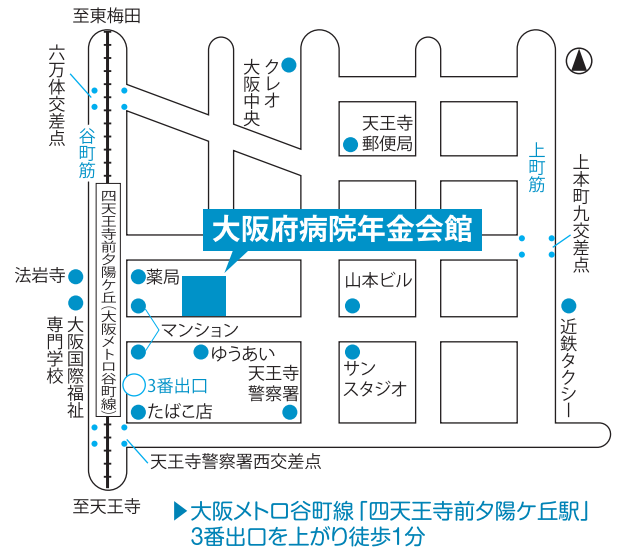 至東梅田
六万体交差点
谷町筋
クレオ
大阪中央
天王寺
郵便局
上町筋
上本町九交差点
大阪府病院年金会館
四天王寺前夕陽ケ丘(大阪メトロ谷町線)
法岩寺
薬局
山本ビル
大阪国際福祉
専門学校
マンション
ゆうあい
天王寺
警察署
サン
スタジオ
近鉄タクシー
3番出口
たばこ店
天王寺警察署西交差点
至天王寺
▶大阪メトロ谷町線「四天王寺前夕陽ケ丘駅」
3番出口を上がり徒歩1分